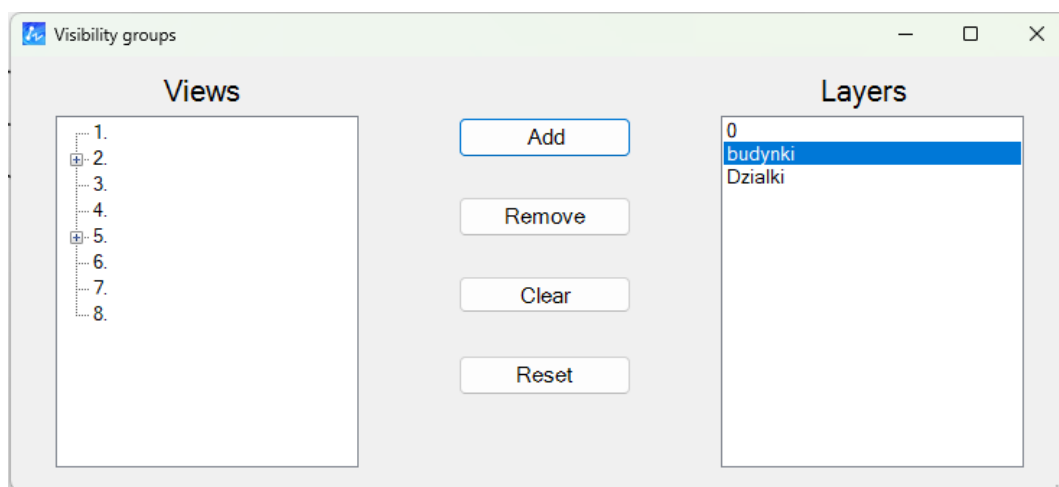 Visibility groups
Views
Layers
1.
2.
3.
4.
5.
6.
7.
8.
Add
Remove
Clear
Reset
0
budynki
Dzialki